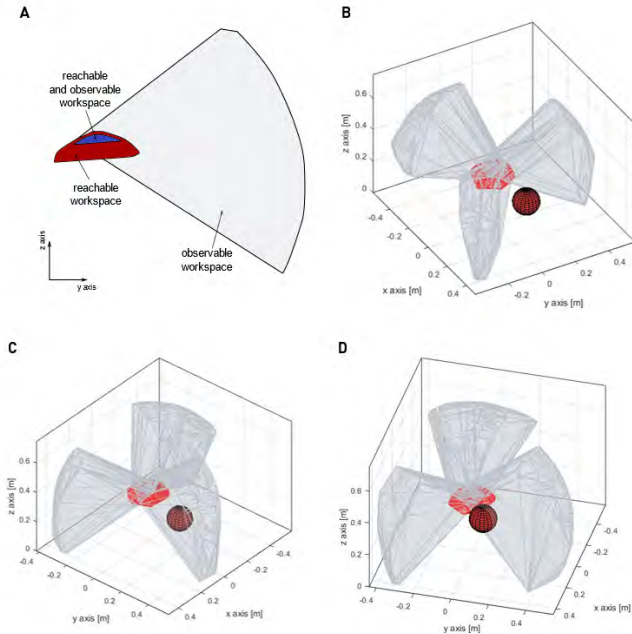 A
reachable
and observable
workspace
reachable
workspace
observable
workspace
z axis
y axis
B
z axis [m]
0.6
0.4
0.2
0
-0.4
-0.2
0
0.2
0.4
x axis [m]
-0.2
0
0.2
0.4
y axis [m]
C
z axis [m]
0.6
0.4
0.2
0
-0.4
-0.2
0
0.2
0.4
y axis [m]
-0.4
-0.2
0
0.2
0.4
x axis [m]
D
z axis [m]
0.6
0.4
0.2
0
-0.4
-0.2
0
0.2
0.4
y axis [m]
-0.4
-0.2
0
0.2
0.4
x axis [m]